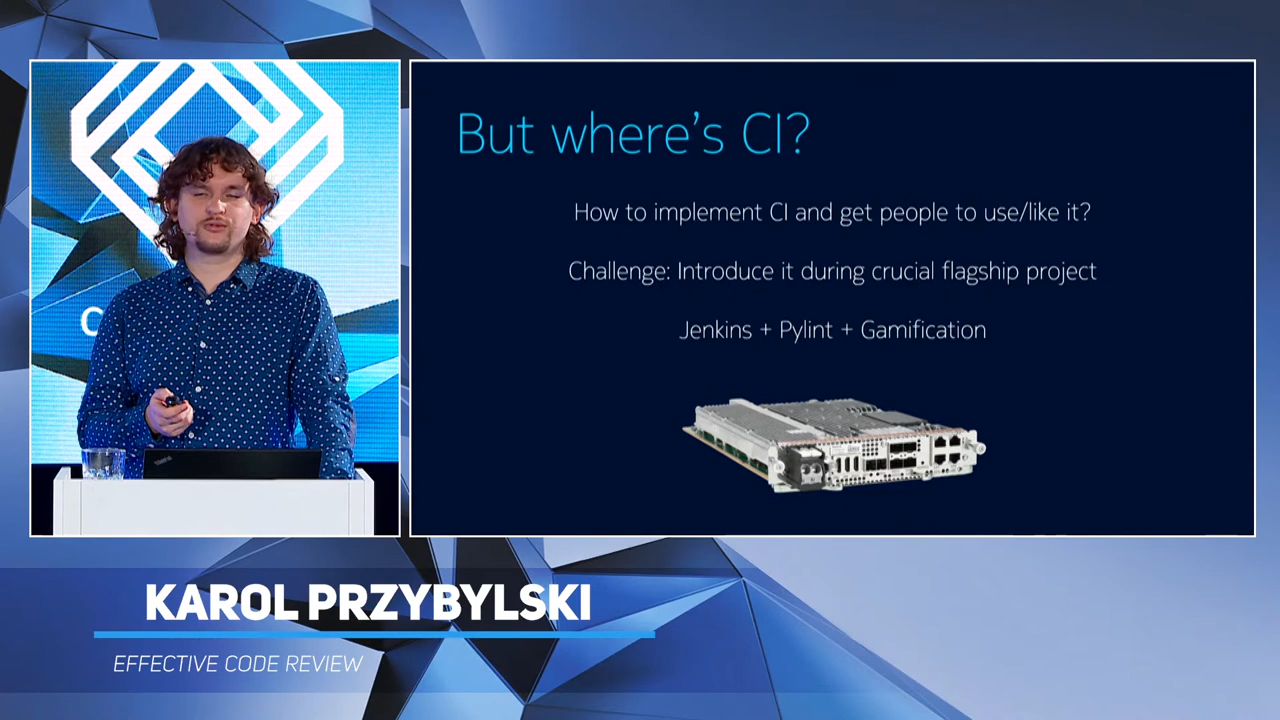 But where's CI?
How to implement CI and get people to use/like it?
Challenge: Introduce it during crucial flagship project
Jenkins + Pylint + Gamification
KAROL PRZYBYLSKI
EFFECTIVE CODE REVIEW